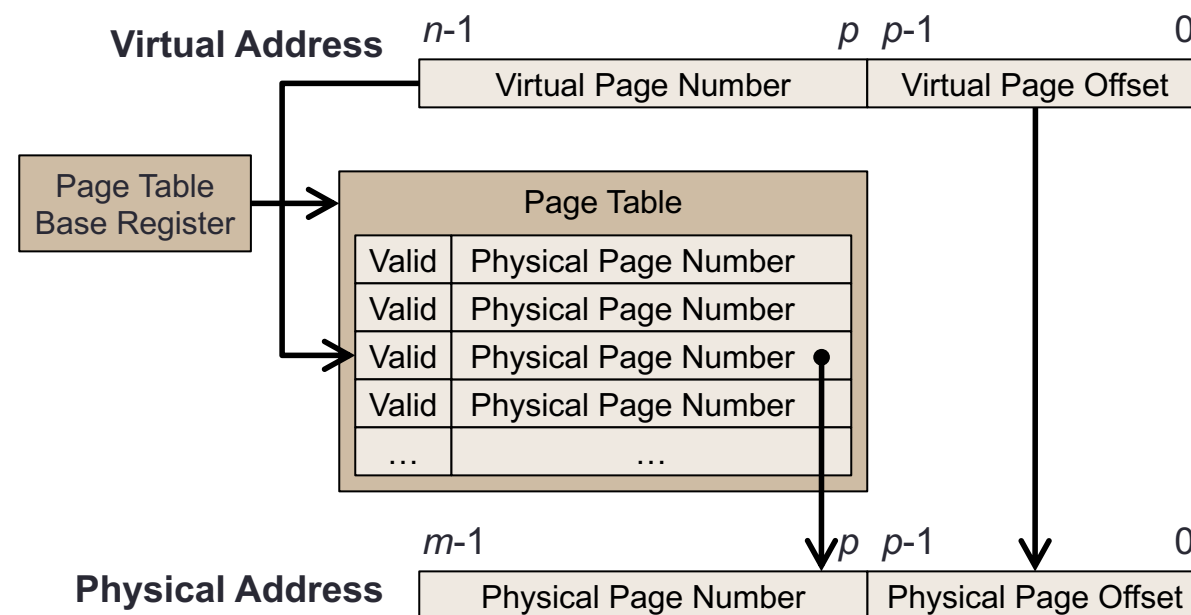 Virtual Address
n-1
p
p-1
0
Virtual Page Number
Virtual Page Offset
Page Table
Base Register
Page Table
Valid
Physical Page Number
Valid
Physical Page Number
Valid
Physical Page Number
Valid
Physical Page Number
…
…
m-1
p
p-1
0
Physical Address
Physical Page Number
Physical Page Offset